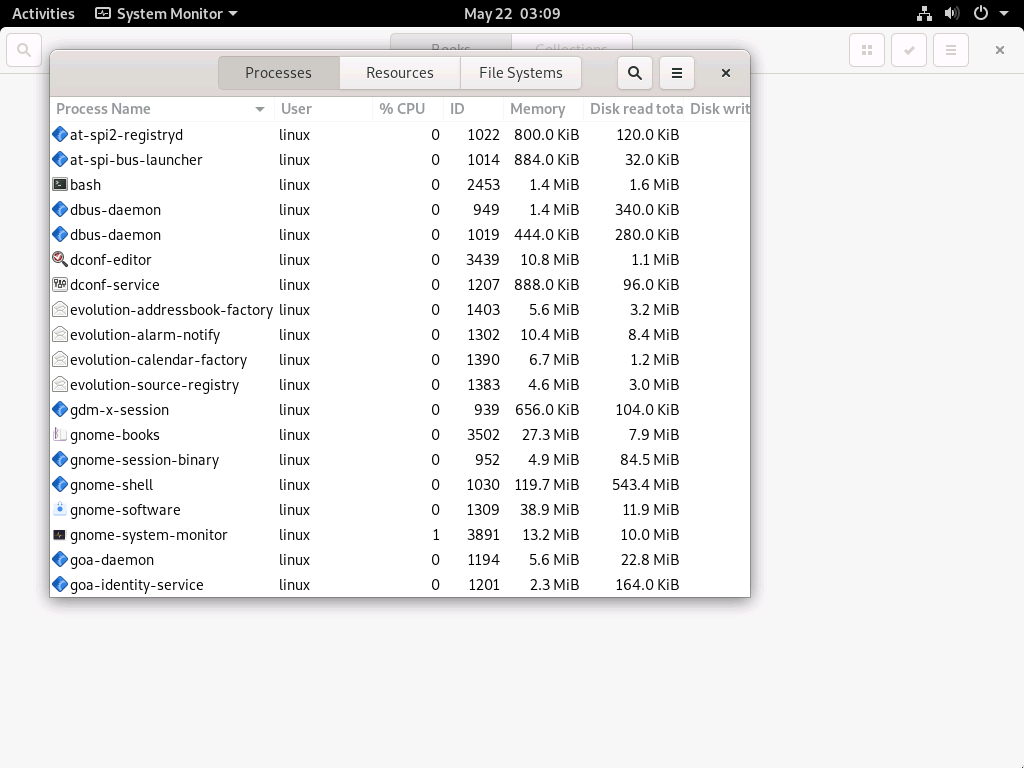 Activities System Monitor May 22 03:09
Books Collections
Processes Resources File Systems
Process Name User % CPU ID Memory Disk read tota Disk writ
at-spi2-registryd linux 0 1022 800.0 KiB 120.0 KiB
at-spi-bus-launcher linux 0 1014 884.0 KiB 32.0 KiB
bash linux 0 2453 1.4 MiB 1.6 MiB
dbus-daemon linux 0 949 1.4 MiB 340.0 KiB
dbus-daemon linux 0 1019 444.0 KiB 280.0 KiB
dconf-editor linux 0 3439 10.8 MiB 1.1 MiB
dconf-service linux 0 1207 888.0 KiB 96.0 KiB
evolution-addressbook-factory linux 0 1403 5.6 MiB 3.2 MiB
evolution-alarm-notify linux 0 1302 10.4 MiB 8.4 MiB
evolution-calendar-factory linux 0 1390 6.7 MiB 1.2 MiB
evolution-source-registry linux 0 1383 4.6 MiB 3.0 MiB
gdm-x-session linux 0 939 656.0 KiB 104.0 KiB
gnome-books linux 0 3502 27.3 MiB 7.9 MiB
gnome-session-binary linux 0 952 4.9 MiB 84.5 MiB
gnome-shell linux 0 1030 119.7 MiB 543.4 MiB
gnome-software linux 0 1309 38.9 MiB 11.9 MiB
gnome-system-monitor linux 1 3891 13.2 MiB 10.0 MiB
goa-daemon linux 0 1194 5.6 MiB 22.8 MiB
goa-identity-service linux 0 1201 2.3 MiB 164.0 KiB